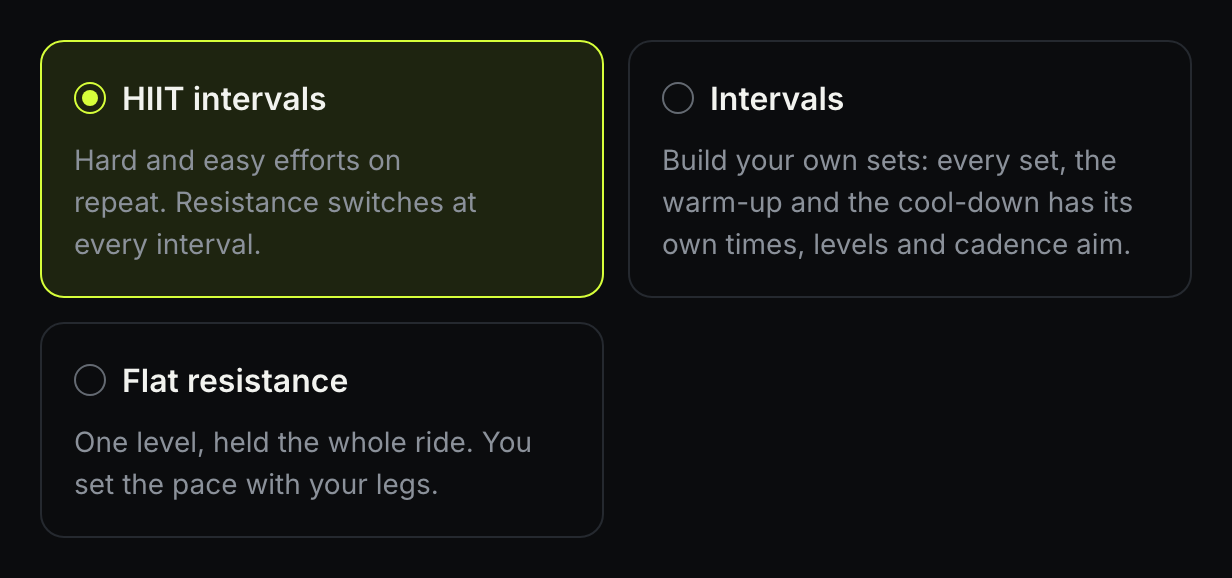 HIIT intervals
Hard and easy efforts on
repeat. Resistance switches at
every interval.
Intervals
Build your own sets: every set, the
warm-up and the cool-down has its
own times, levels and cadence aim.
Flat resistance
One level, held the whole ride. You
set the pace with your legs.